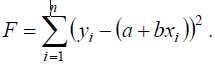 F = \sum_{i=1}^{n} (y_i - (a + bx_i))^2 .